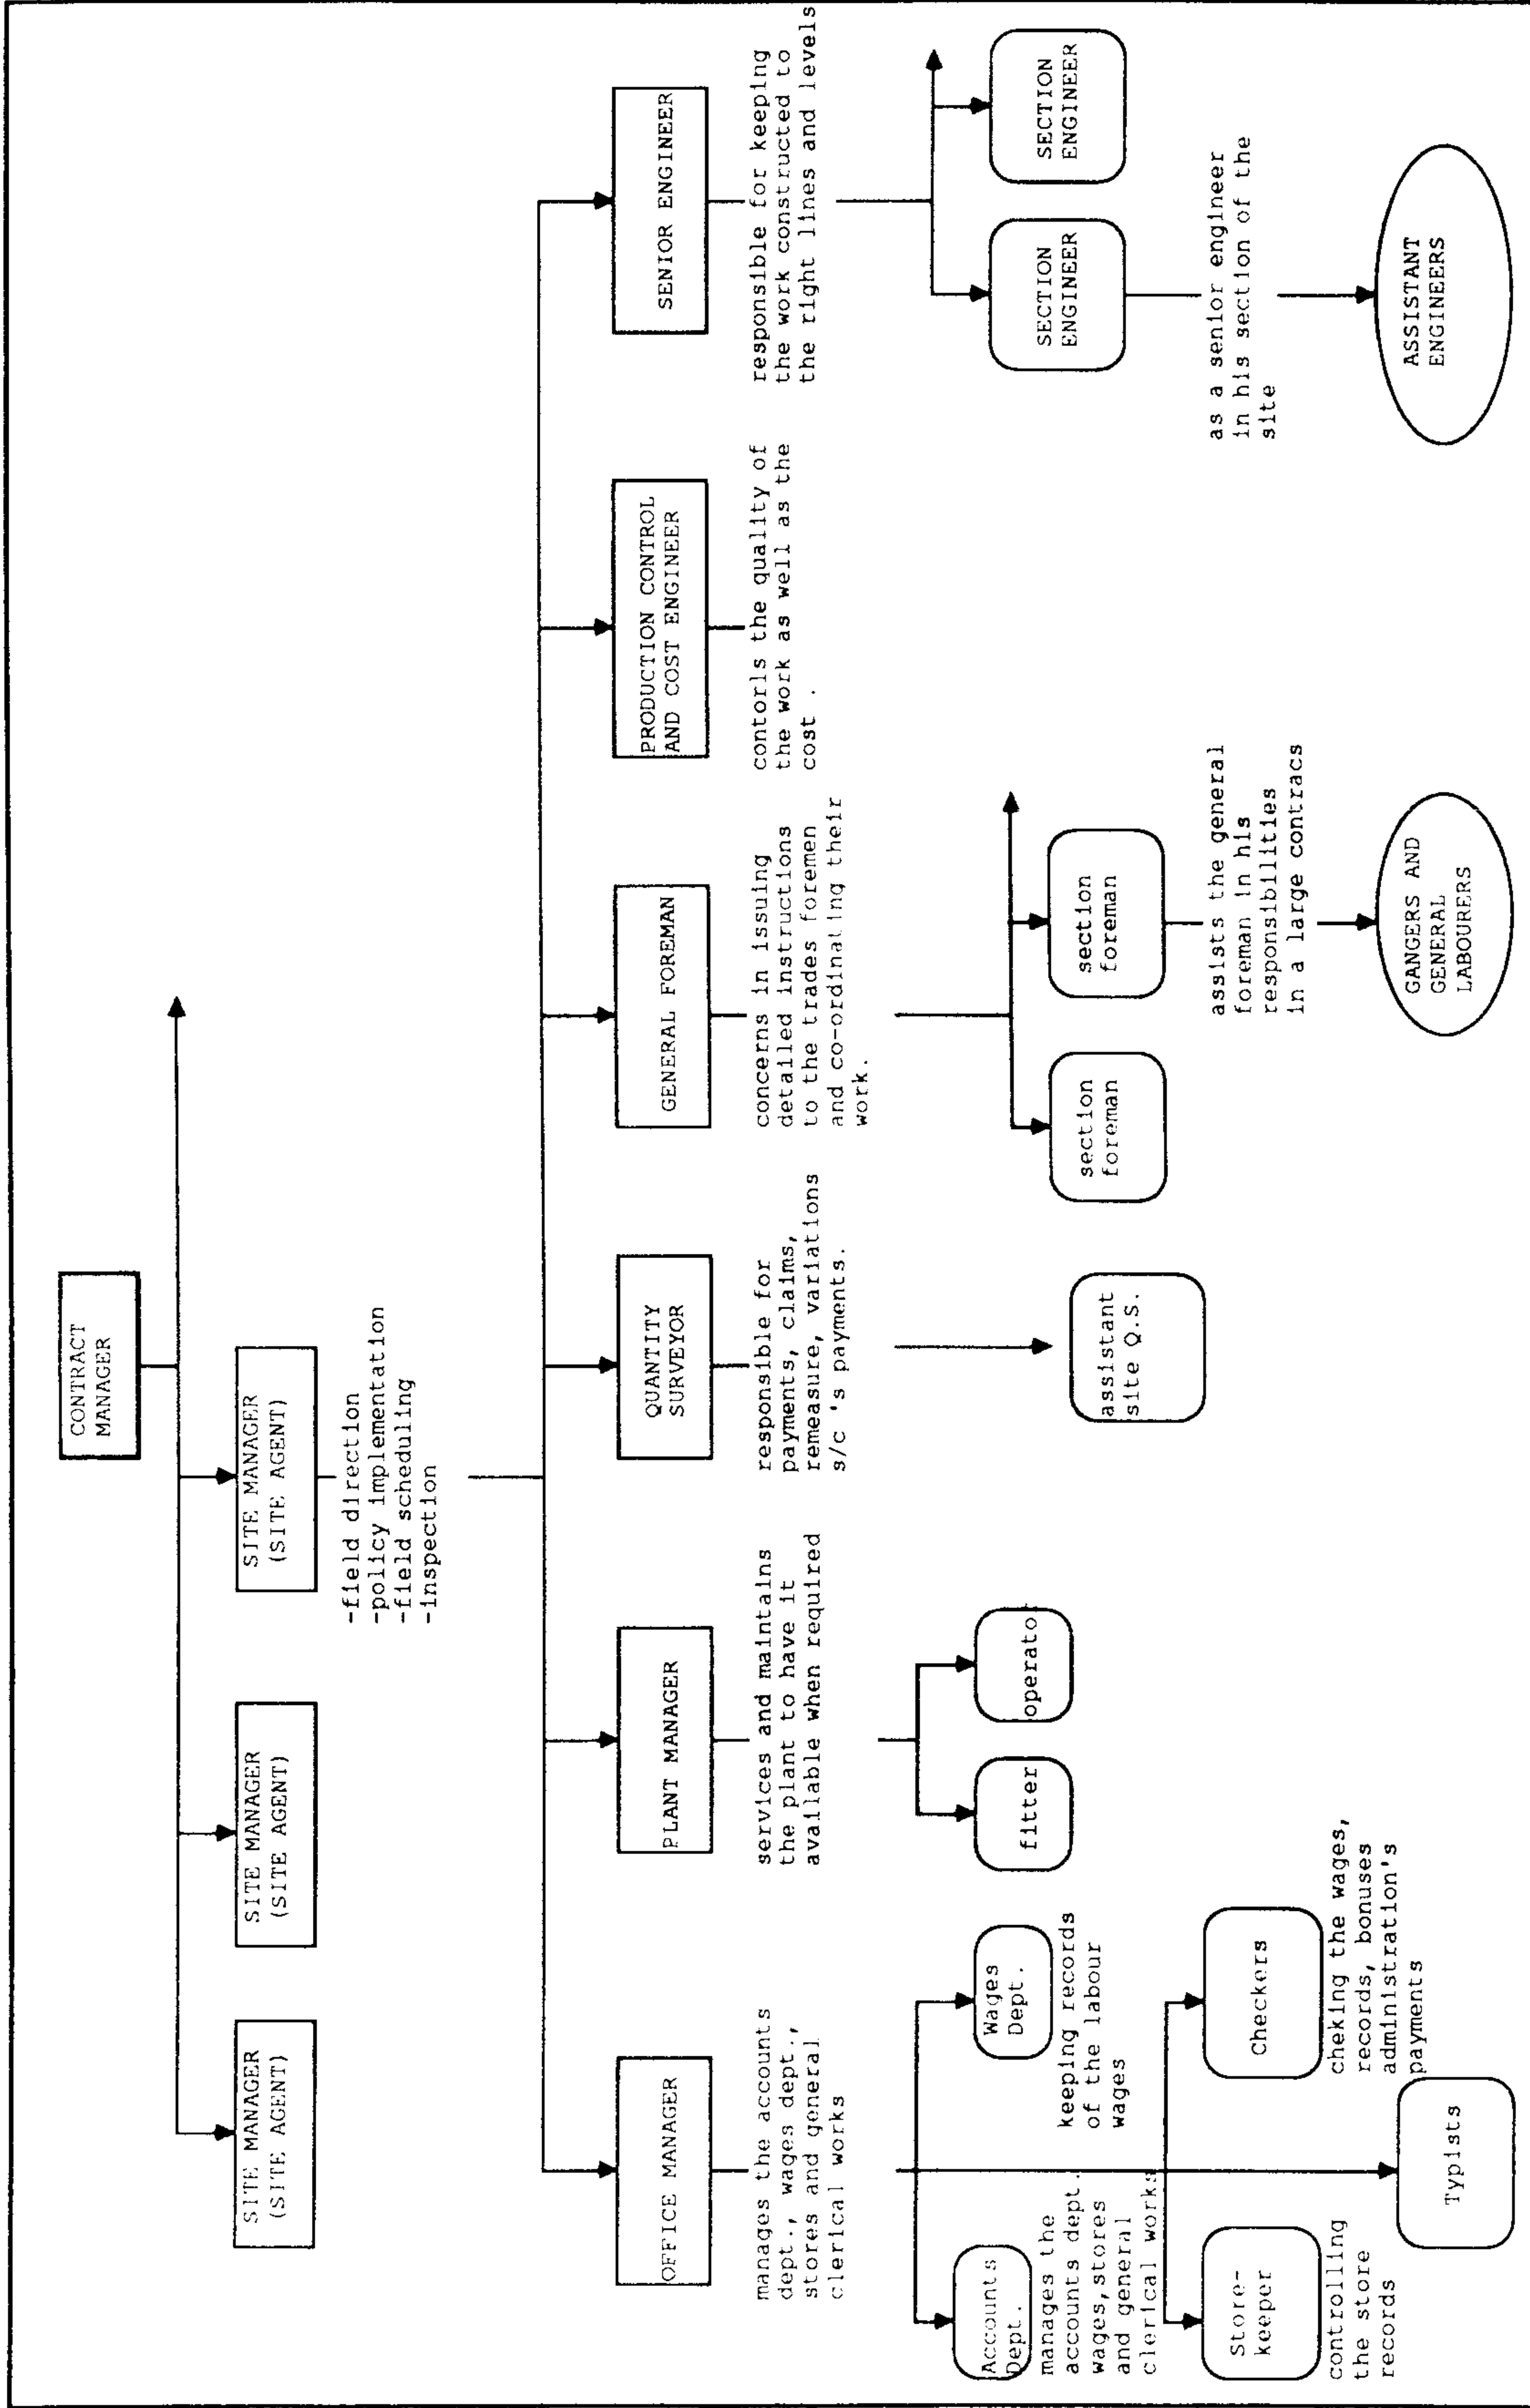 CONTRACT
MANAGER
SITE MANAGER
(SITE AGENT)
SITE MANAGER
(SITE AGENT)
SITE MANAGER
(SITE AGENT)
-field direction
-policy implementation
-field scheduling
-inspection
OFFICE MANAGER
manages the accounts
dept., wages dept.,
stores and general
clerical works
PLANT MANAGER
services and maintains
the plant to have it
available when required
QUANTITY
SURVEYOR
responsible for
payments, claims,
remeasure, variations
s/c 's payments.
GENERAL FOREMAN
concerns in issuing
detailed instructions
to the trades foremen
and co-ordinating their
work.
PRODUCTION CONTROL
AND COST ENGINEER
contorls the quality of
the work as well as the
cost .
SENIOR ENGINEER
responsible for keeping
the work constructed to
the right lines and levels
Accounts
Dept.
manages the
accounts dept.
wages,stores
and general
clerical works
Wages
Dept.
keeping records
of the labour
wages
Store-
keeper
controlling
the store
records
Checkers
cheking the wages,
records, bonuses
administration's
payments
Typists
fitter
operato
assistant
site Q.S.
section
foreman
section
foreman
assists the general
foreman in his
responsibilities
in a large contracs
GANGERS AND
GENERAL
LABOURERS
SECTION
ENGINEER
SECTION
ENGINEER
as a senior engineer
in his section of the
site
ASSISTANT
ENGINEERS